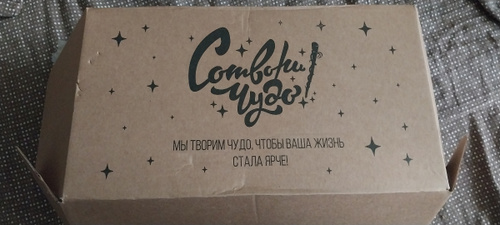 Сотвори
Чудо!
МЫ ТВОРИМ ЧУДО, ЧТОБЫ ВАША ЖИЗНЬ
СТАЛА ЯРЧЕ!